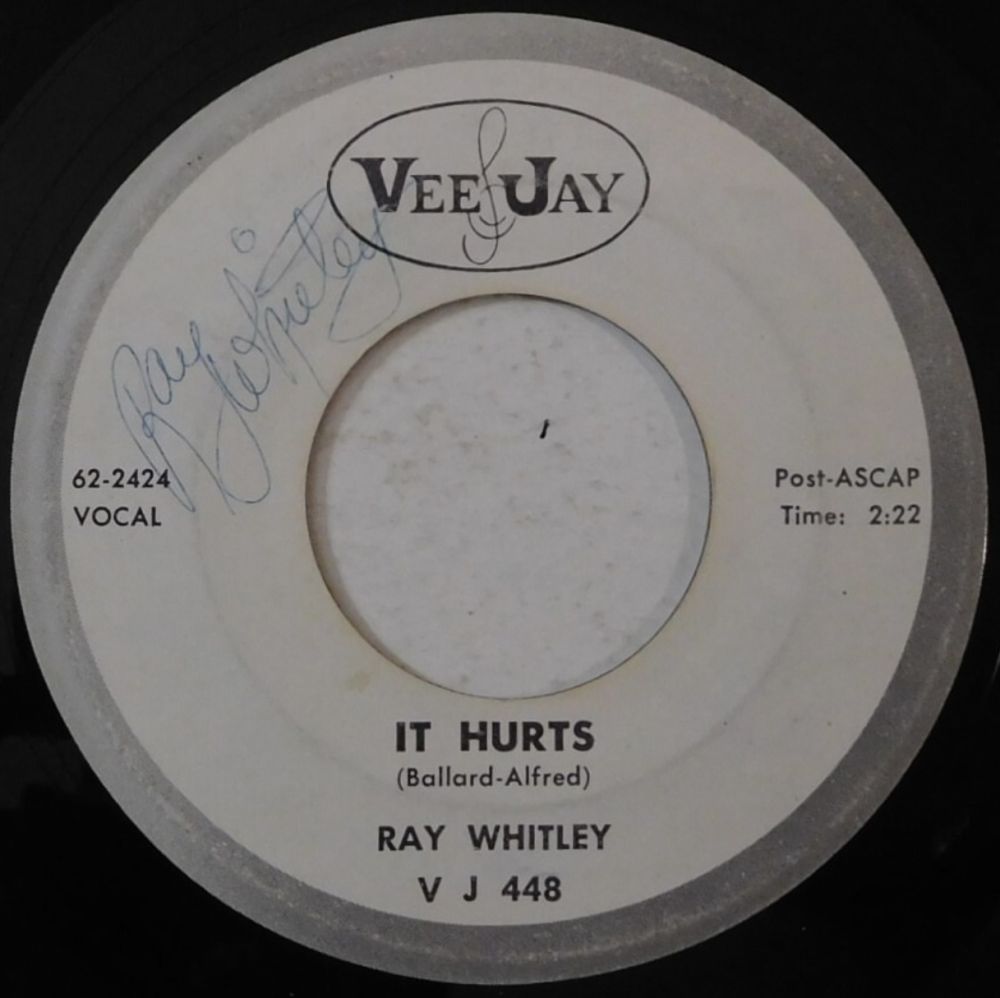 VEE JAY
Ray Whitley
62-2424
VOCAL
Post-ASCAP
Time: 2:22
IT HURTS
(Ballard-Alfred)
RAY WHITLEY
V J 448